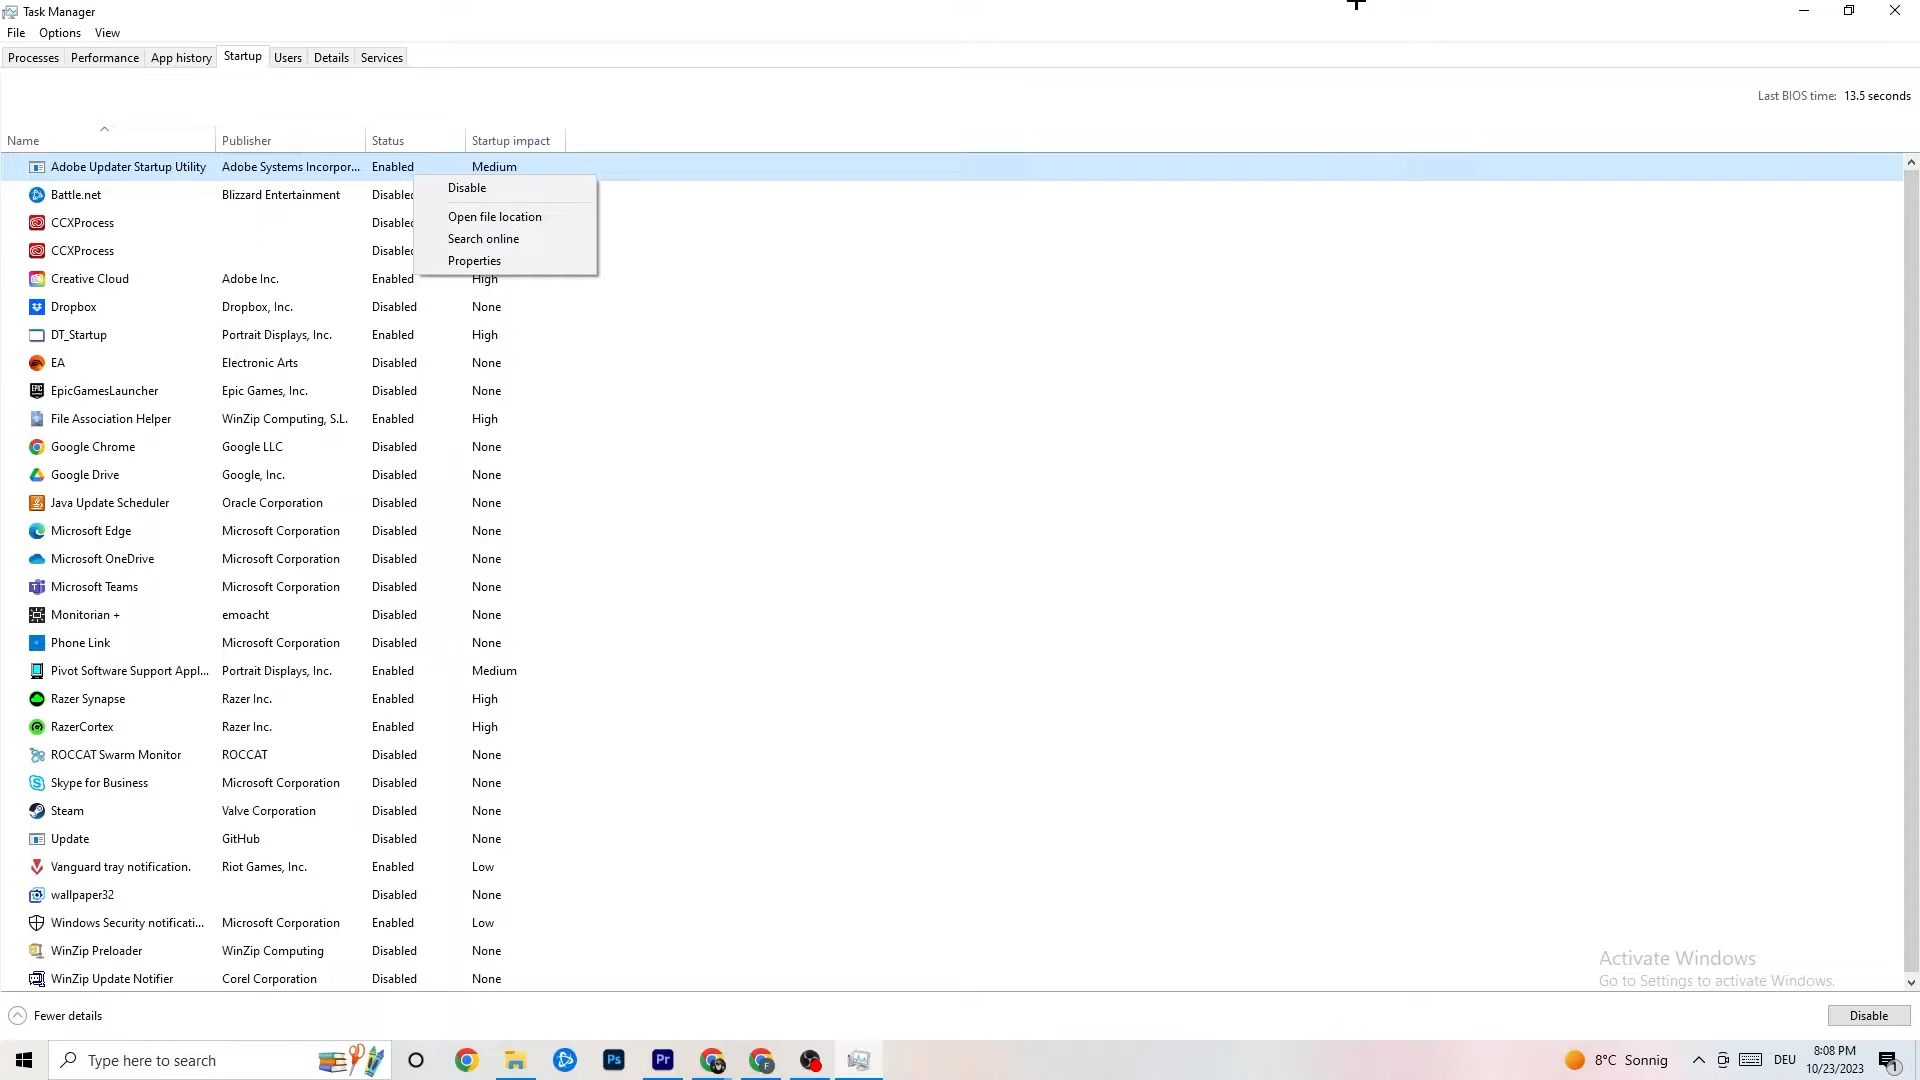 Task Manager
File Options View
Processes Performance App history Startup Users Details Services
Last BIOS time: 13.5 seconds
Name Publisher Status Startup impact
Adobe Updater Startup Utility Adobe Systems Incorpor... Enabled Medium
Battle.net Blizzard Entertainment Disabled
CCXProcess Disabled
CCXProcess Disabled
Disable
Open file location
Search online
Properties
Creative Cloud Adobe Inc. Enabled High
Dropbox Dropbox, Inc. Disabled None
DT_Startup Portrait Displays, Inc. Enabled High
EA Electronic Arts Disabled None
EpicGamesLauncher Epic Games, Inc. Disabled None
File Association Helper WinZip Computing, S.L. Enabled High
Google Chrome Google LLC Disabled None
Google Drive Google, Inc. Disabled None
Java Update Scheduler Oracle Corporation Disabled None
Microsoft Edge Microsoft Corporation Disabled None
Microsoft OneDrive Microsoft Corporation Disabled None
Microsoft Teams Microsoft Corporation Disabled None
Monitorian + emoacht Disabled None
Phone Link Microsoft Corporation Disabled None
Pivot Software Support Appl... Portrait Displays, Inc. Enabled Medium
Razer Synapse Razer Inc. Enabled High
RazerCortex Razer Inc. Enabled High
ROCCAT Swarm Monitor ROCCAT Disabled None
Skype for Business Microsoft Corporation Disabled None
Steam Valve Corporation Disabled None
Update GitHub Disabled None
Vanguard tray notification. Riot Games, Inc. Enabled Low
wallpaper32 Disabled None
Windows Security notificati... Microsoft Corporation Enabled Low
WinZip Preloader WinZip Computing Disabled None
WinZip Update Notifier Corel Corporation Disabled None
Activate Windows
Go to Settings to activate Windows.
Fewer details Disable
Type here to search Ps Pr F 8°C Sonnig DEU 8:08 PM
10/23/2023 1